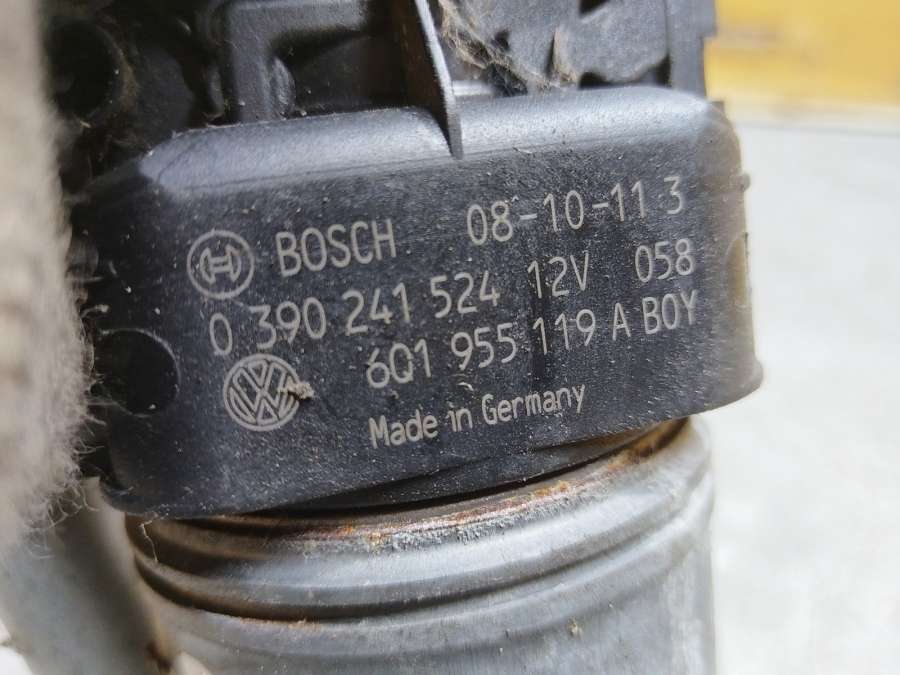 BOSCH 08-10-11 3
0 390 241 524 12V 058
6Q1 955 119 A BOY
Made in Germany